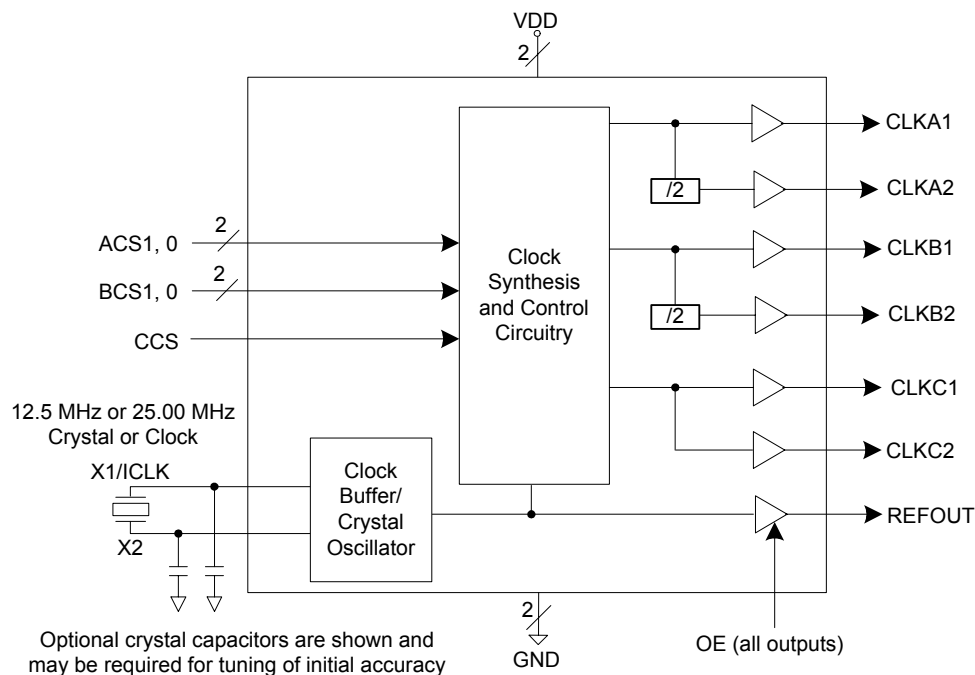 VDD
2
CLKA1
/2
CLKA2
2
ACS1, 0
CLKB1
2
BCS1, 0
Clock
Synthesis
and Control
Circuitry
/2
CLKB2
CCS
CLKC1
12.5 MHz or 25.00 MHz
Crystal or Clock
X1/ICLK
X2
Clock
Buffer/
Crystal
Oscillator
CLKC2
REFOUT
2
GND
OE (all outputs)
Optional crystal capacitors are shown and
may be required for tuning of initial accuracy